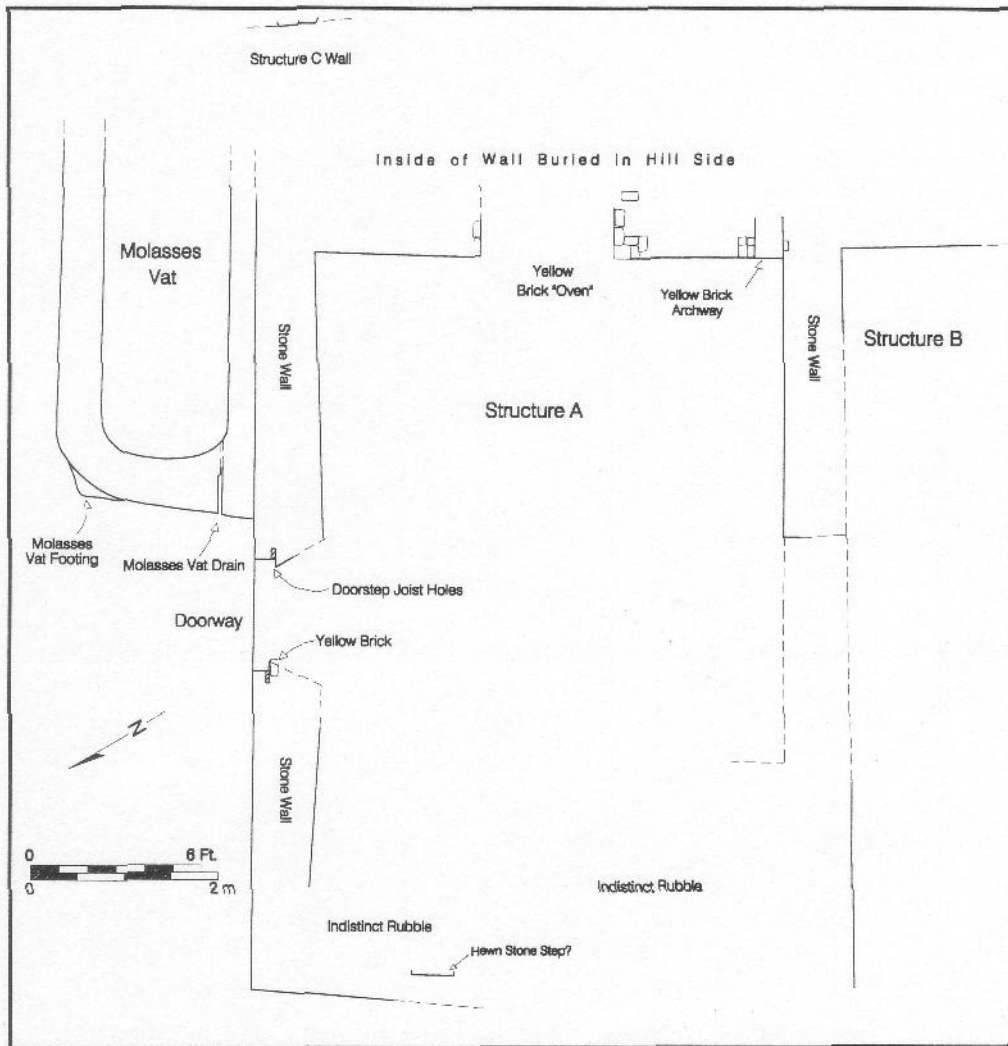 Structure C Wall
Inside of Wall Buried in Hill Side
Molasses
Vat
Yellow
Brick "Oven"
Yellow Brick
Archway
Stone Wall
Stone Wall
Structure B
Structure A
Molasses
Vat Footing
Molasses Vat Drain
Doorstep Joist Holes
Doorway
Yellow Brick
N
Stone Wall
0 6 Ft.
0 2 m
Indistinct Rubble
Indistinct Rubble
Hewn Stone Step?